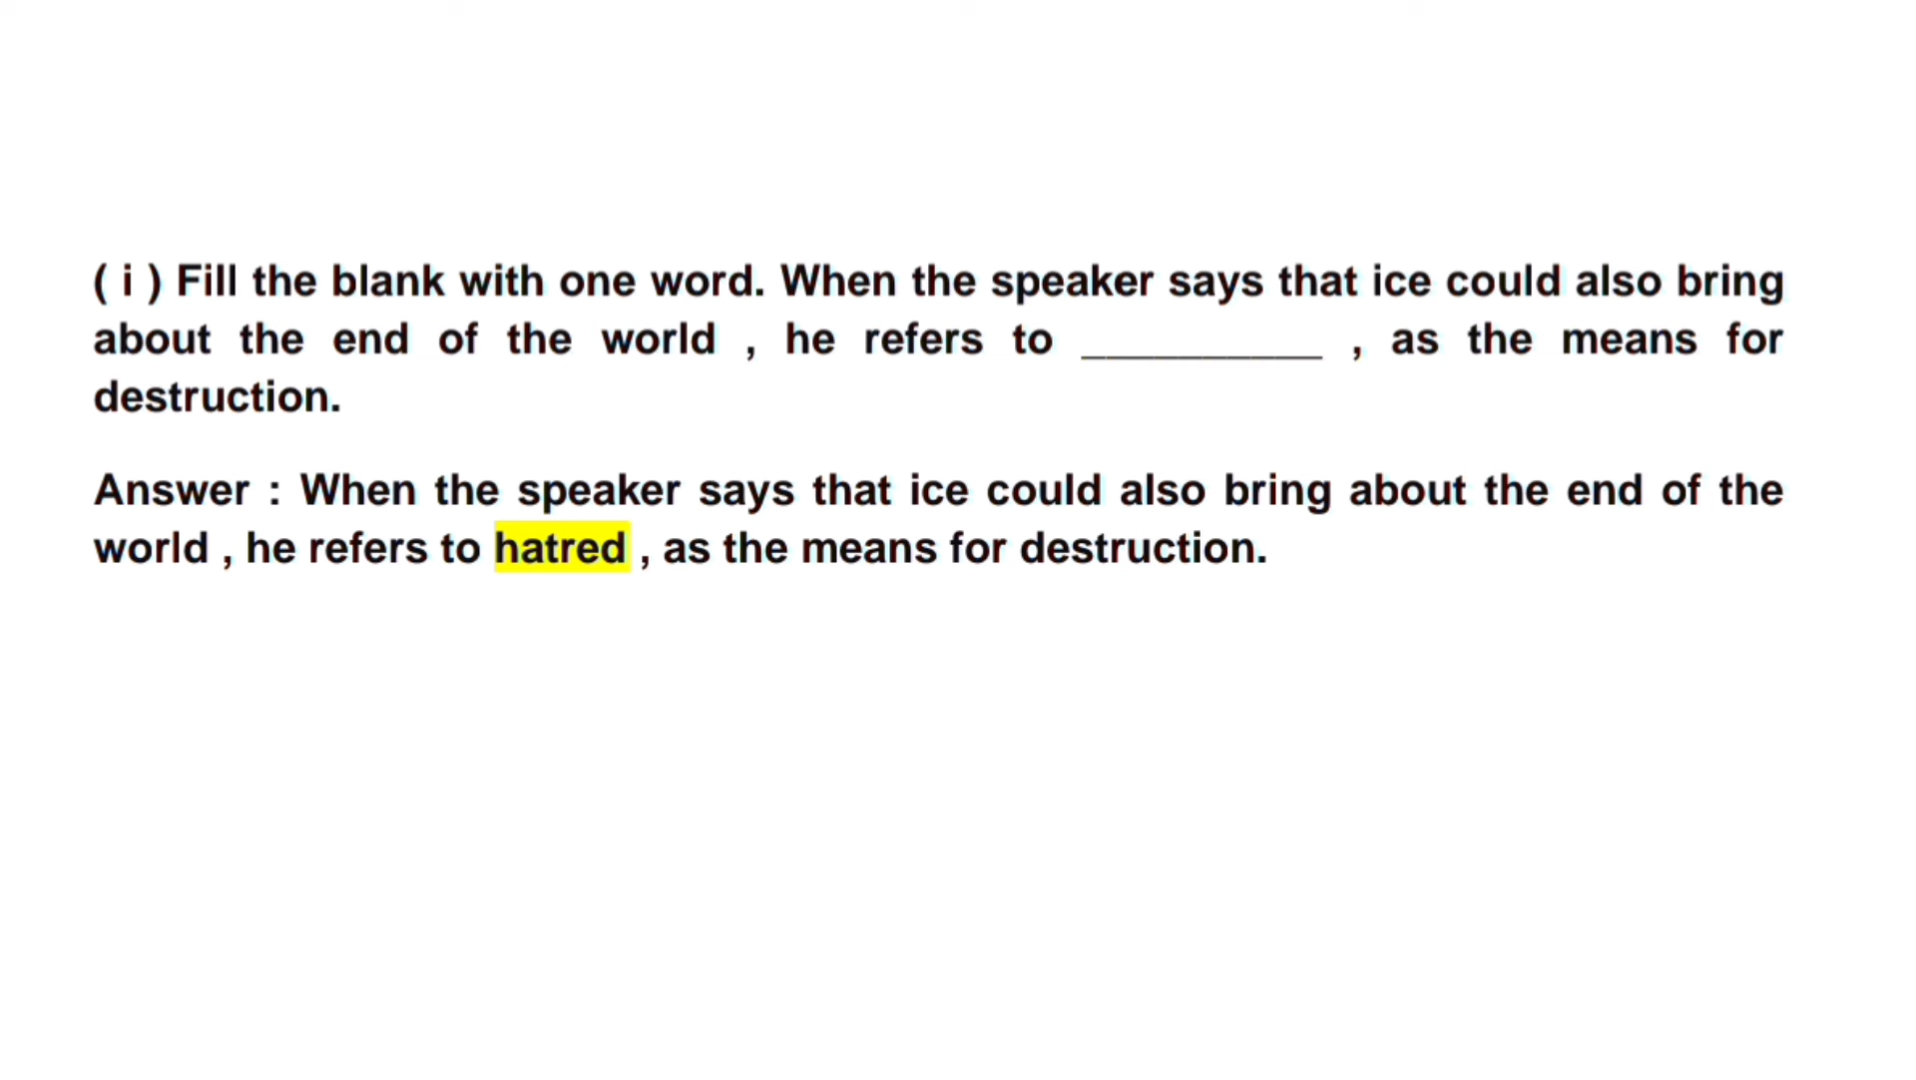 ( i ) Fill the blank with one word. When the speaker says that ice could also bring
about the end of the world , he refers to __________ , as the means for
destruction.
Answer : When the speaker says that ice could also bring about the end of the
world , he refers to hatred , as the means for destruction.